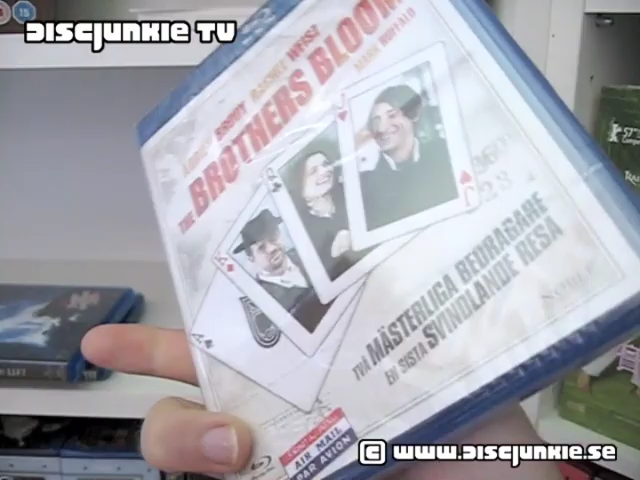 DISCJUNKIE TV
ADRIEN BRODY RACHEL WEISZ MARK RUFFALO
THE BROTHERS BLOOM
TVÅ MÄSTERLIGA BEDRAGARE
EN SISTA SVINDLANDE RESA
NOBLE
AIR MAIL
PAR AVION
© WWW.DISCJUNKIE.SE